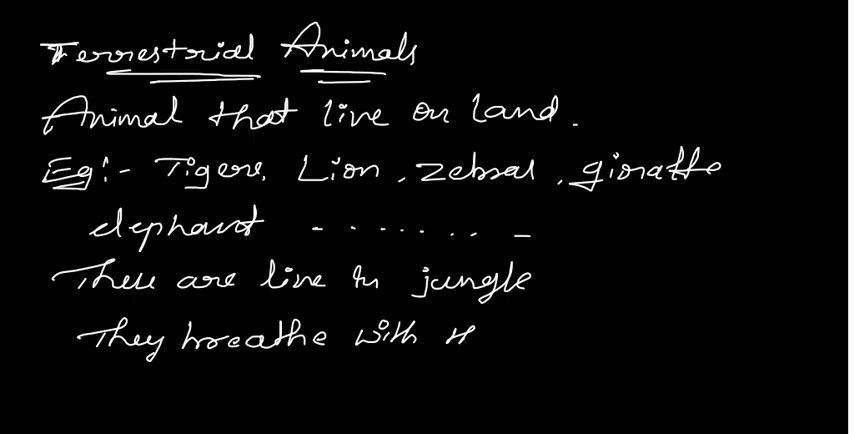 Terrestrial Animals
Animal that live on land.
Eg:- Tiger, Lion, zebra, giraffe
elephant - ....... -
These are live in jungle
They breathe with